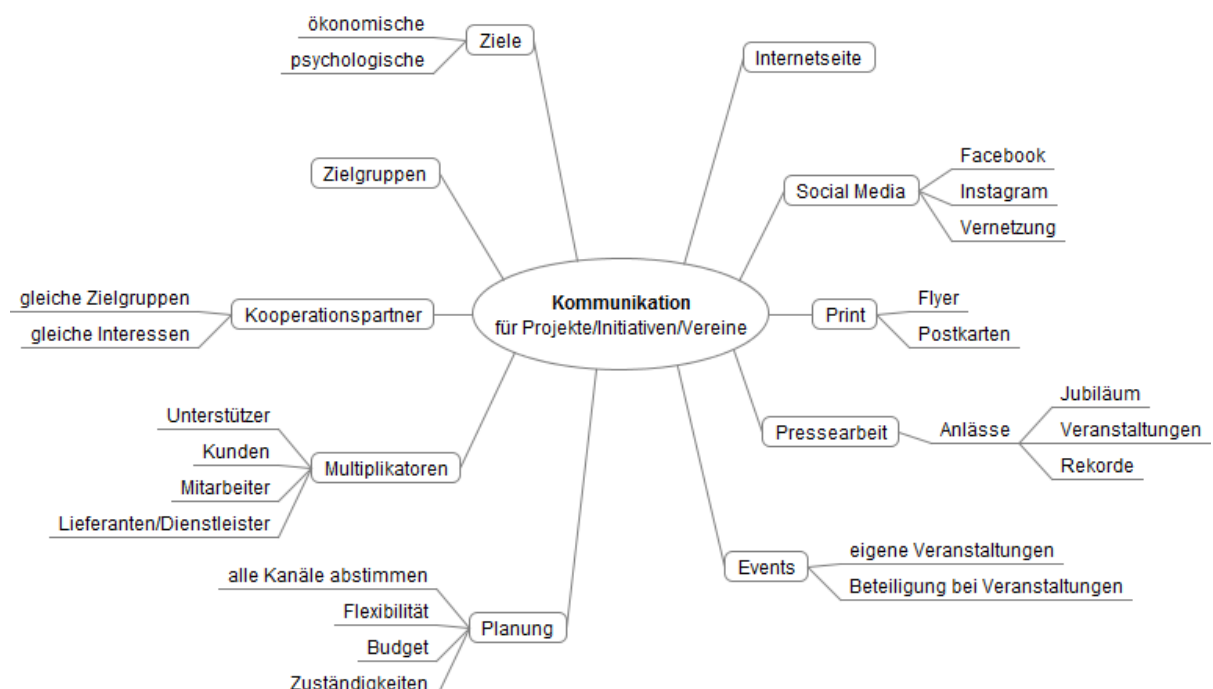 Kommunikation
für Projekte/Initiativen/Vereine
Ziele
ökonomische
psychologische
Zielgruppen
Kooperationspartner
gleiche Zielgruppen
gleiche Interessen
Multiplikatoren
Unterstützer
Kunden
Mitarbeiter
Lieferanten/Dienstleister
Planung
alle Kanäle abstimmen
Flexibilität
Budget
Zuständigkeiten
Internetseite
Social Media
Facebook
Instagram
Vernetzung
Print
Flyer
Postkarten
Pressearbeit
Anlässe
Jubiläum
Veranstaltungen
Rekorde
Events
eigene Veranstaltungen
Beteiligung bei Veranstaltungen